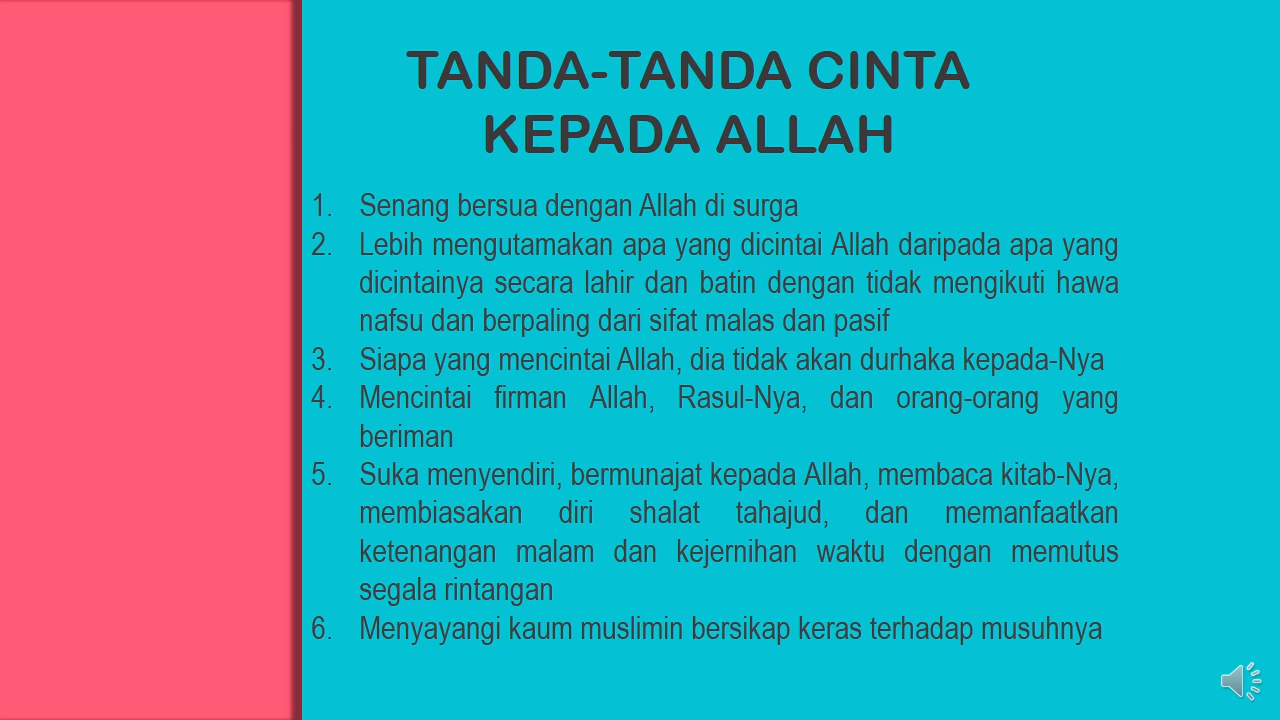 TANDA-TANDA CINTA
KEPADA ALLAH
1. Senang bersua dengan Allah di surga
2. Lebih mengutamakan apa yang dicintai Allah daripada apa yang
dicintainya secara lahir dan batin dengan tidak mengikuti hawa
nafsu dan berpaling dari sifat malas dan pasif
3. Siapa yang mencintai Allah, dia tidak akan durhaka kepada-Nya
4. Mencintai firman Allah, Rasul-Nya, dan orang-orang yang
beriman
5. Suka menyendiri, bermunajat kepada Allah, membaca kitab-Nya,
membiasakan diri shalat tahajud, dan memanfaatkan
ketenangan malam dan kejernihan waktu dengan memutus
segala rintangan
6. Menyayangi kaum muslimin bersikap keras terhadap musuhnya